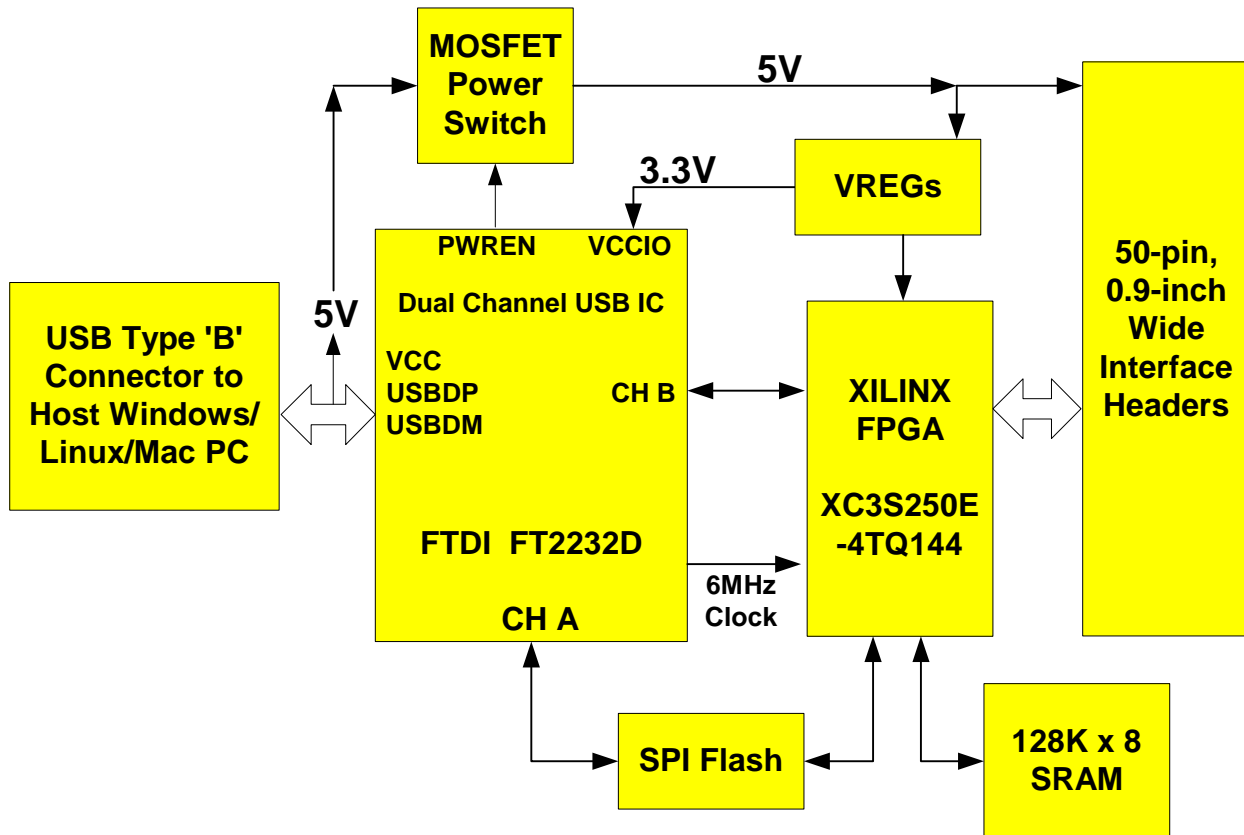 MOSFET
Power
Switch
5V
3.3V
VREGs
5V
PWREN VCCIO
Dual Channel USB IC
VCC
USBDP
USBDM
CH B
FTDI FT2232D
CH A
USB Type 'B'
Connector to
Host Windows/
Linux/Mac PC
6MHz
Clock
XILINX
FPGA
XC3S250E
-4TQ144
50-pin,
0.9-inch
Wide
Interface
Headers
SPI Flash
128K x 8
SRAM